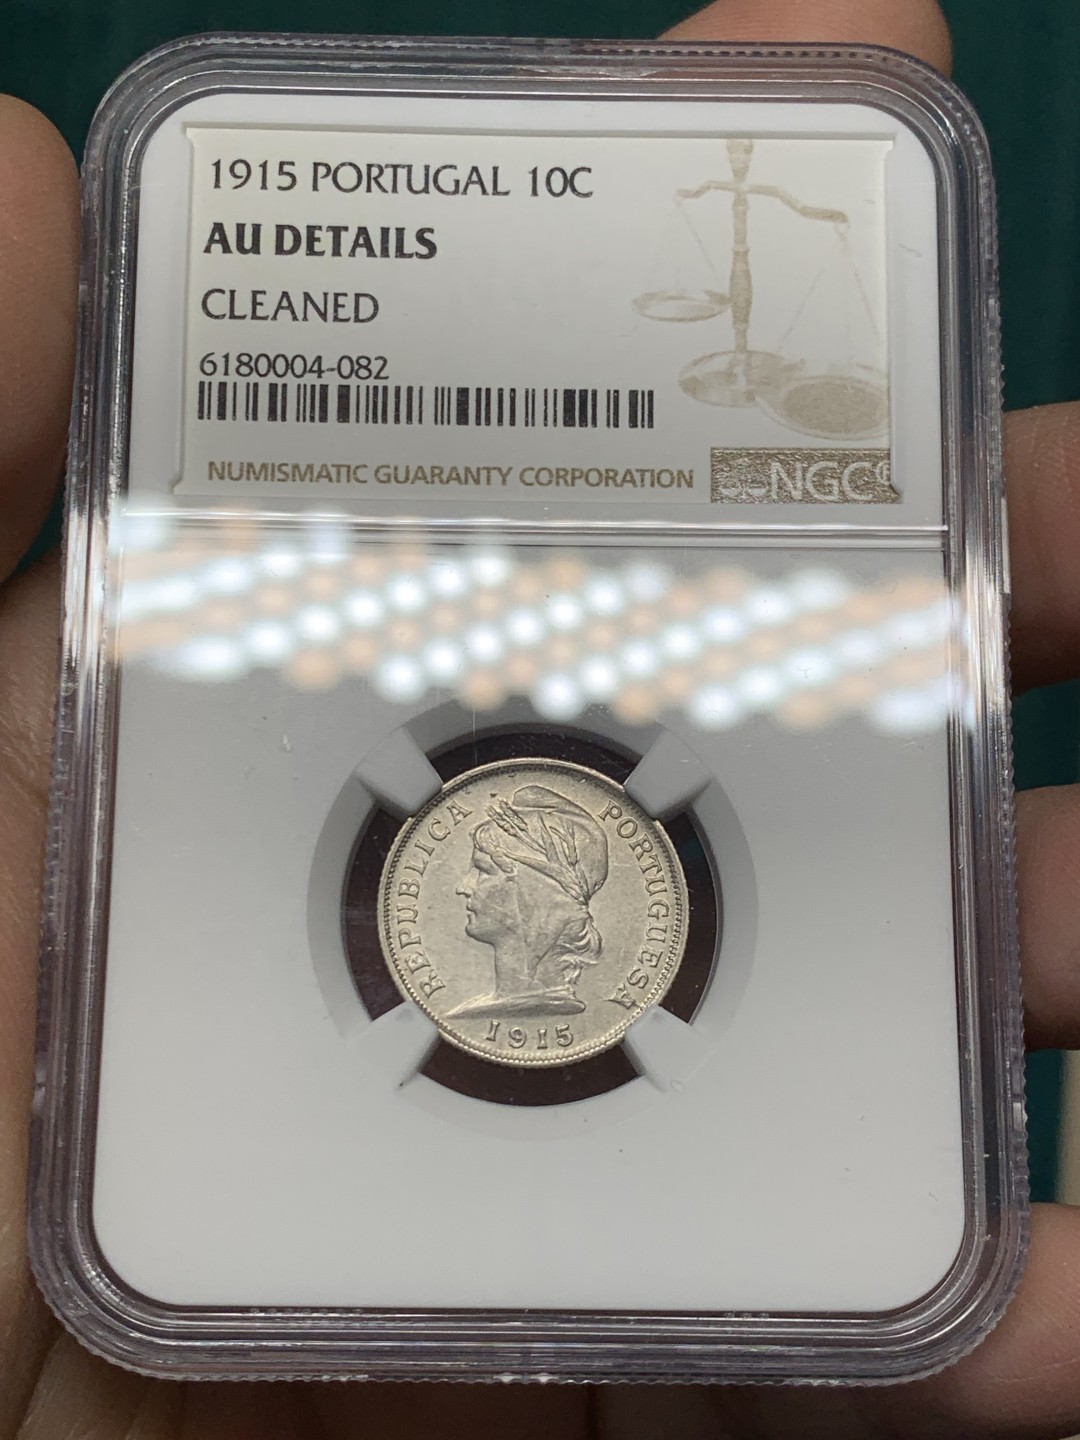 1915 PORTUGAL 10C
AU DETAILS
CLEANED
6180004-082
NUMISMATIC GUARANTY CORPORATION
NGC
REPUBLICA PORTUGUESA
1915